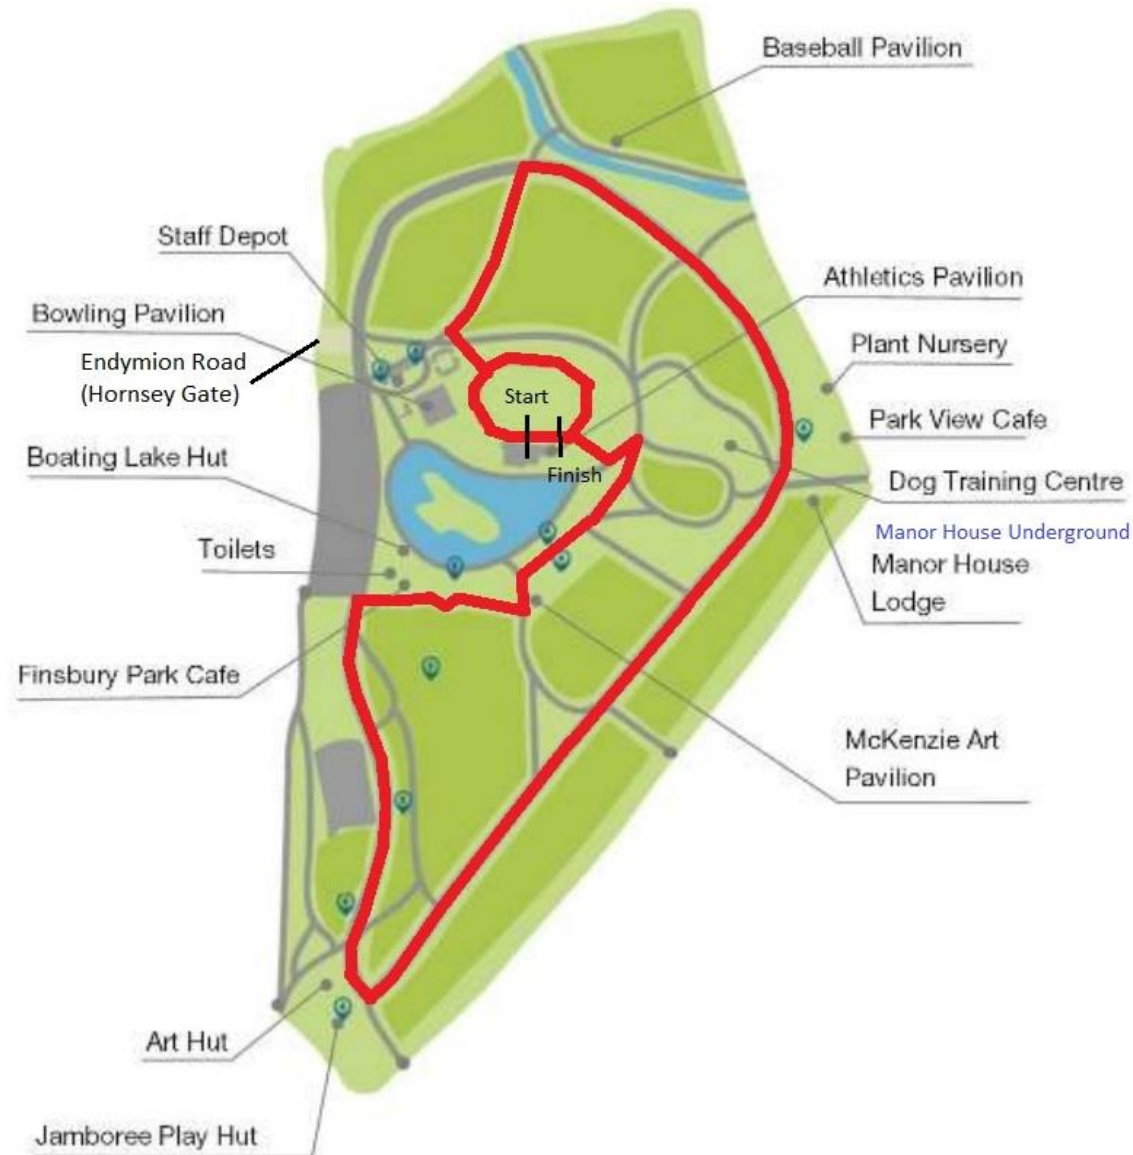 Baseball Pavilion
Staff Depot
Athletics Pavilion
Bowling Pavilion
Endymion Road
(Hornsey Gate)
Plant Nursery
Start
Park View Cafe
Boating Lake Hut
Finish
Dog Training Centre
Manor House Underground
Toilets
Manor House
Lodge
Finsbury Park Cafe
McKenzie Art
Pavilion
Art Hut
Jamboree Play Hut